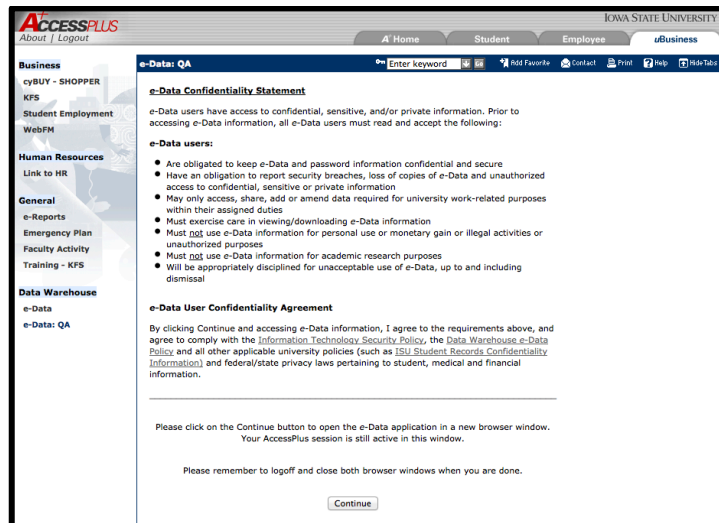 IOWA STATE UNIVERSITY
ACCESSPLUS
About | Logout
A+ Home
Student
Employee
uBusiness
e-Data: QA
Enter keyword
Go
Add Favorite
Contact
Print
Help
HideTabs
Business
cyBUY - SHOPPER
KFS
Student Employment
WebFM
Human Resources
Link to HR
General
e-Reports
Emergency Plan
Faculty Activity
Training - KFS
Data Warehouse
e-Data
e-Data: QA
e-Data Confidentiality Statement
e-Data users have access to confidential, sensitive, and/or private information. Prior to
accessing e-Data information, all e-Data users must read and accept the following:
e-Data users:
● Are obligated to keep e-Data and password information confidential and secure
● Have an obligation to report security breaches, loss of copies of e-Data and unauthorized
access to confidential, sensitive or private information
● May only access, share, add or amend data required for university work-related purposes
within their assigned duties
● Must exercise care in viewing/downloading e-Data information
● Must not use e-Data information for personal use or monetary gain or illegal activities or
unauthorized purposes
● Must not use e-Data information for academic research purposes
● Will be appropriately disciplined for unacceptable use of e-Data, up to and including
dismissal
e-Data User Confidentiality Agreement
By clicking Continue and accessing e-Data information, I agree to the requirements above, and
agree to comply with the Information Technology Security Policy, the Data Warehouse e-Data
Policy and all other applicable university policies (such as ISU Student Records Confidentiality
Information) and federal/state privacy laws pertaining to student, medical and financial
information.
Please click on the Continue button to open the e-Data application in a new browser window.
Your AccessPlus session is still active in this window.
Please remember to logoff and close both browser windows when you are done.
Continue